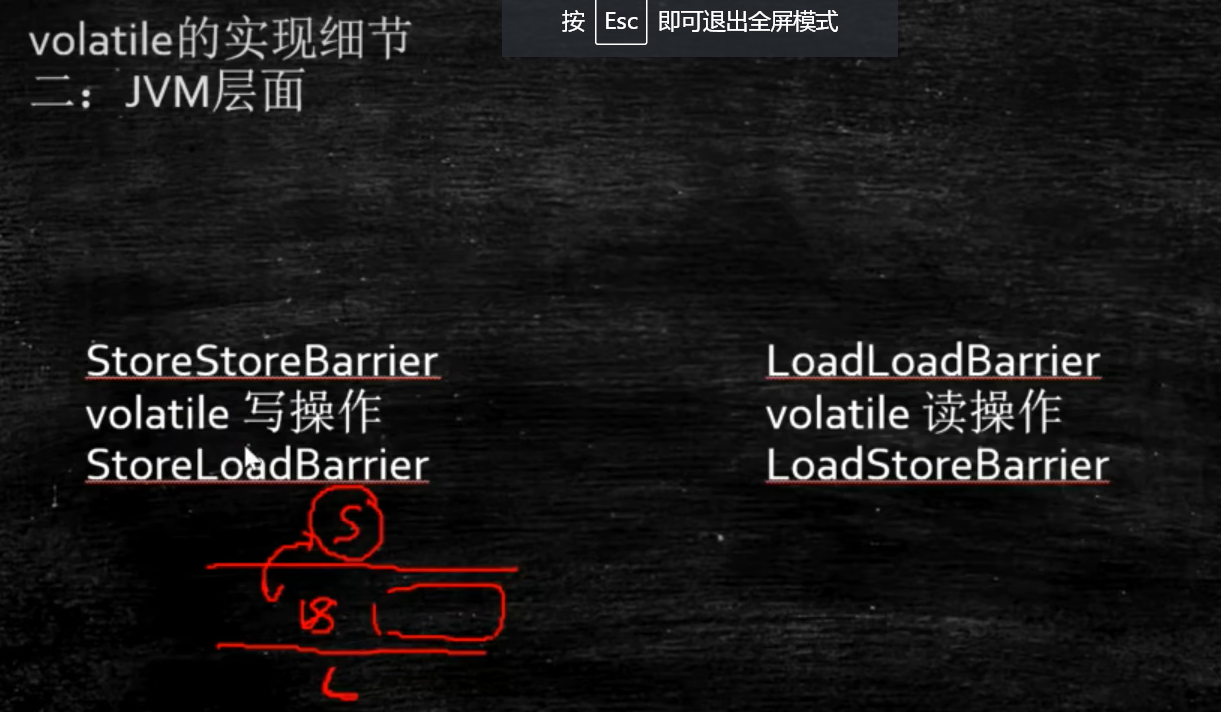 按 Esc 即可退出全屏模式
volatile的实现细节
二：JVM层面
StoreStoreBarrier
volatile 写操作
StoreLoadBarrier
LoadLoadBarrier
volatile 读操作
LoadStoreBarrier
S
L